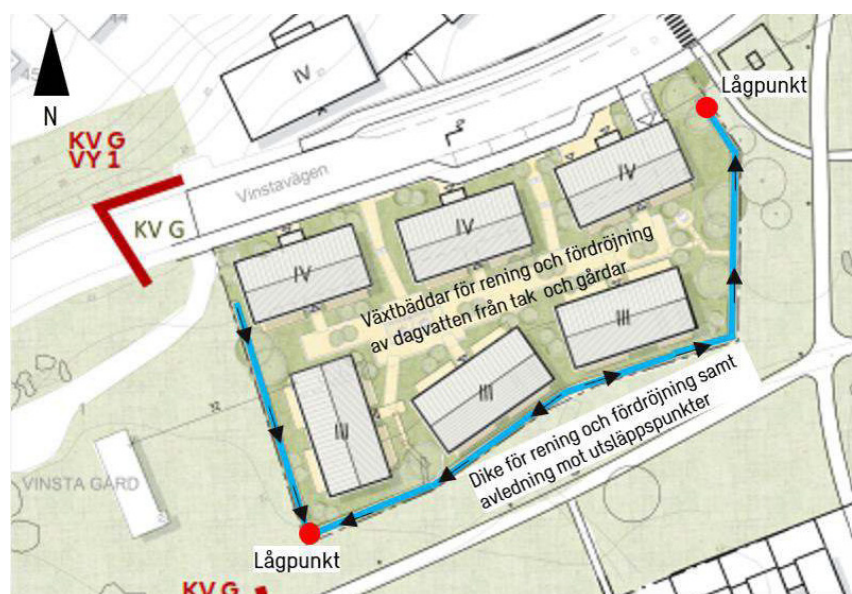 Lågpunkt
N
IV
KV G
VY 1
Vinstavägen
KV G
IV
IV
IV
Växtbäddar för rening och fördröjning
av dagvatten från tak och gårdar
III
III
III
Dike för rening och fördröjning samt
avledning mot utsläppspunkter
VINSTA GÅRD
Lågpunkt
KV G